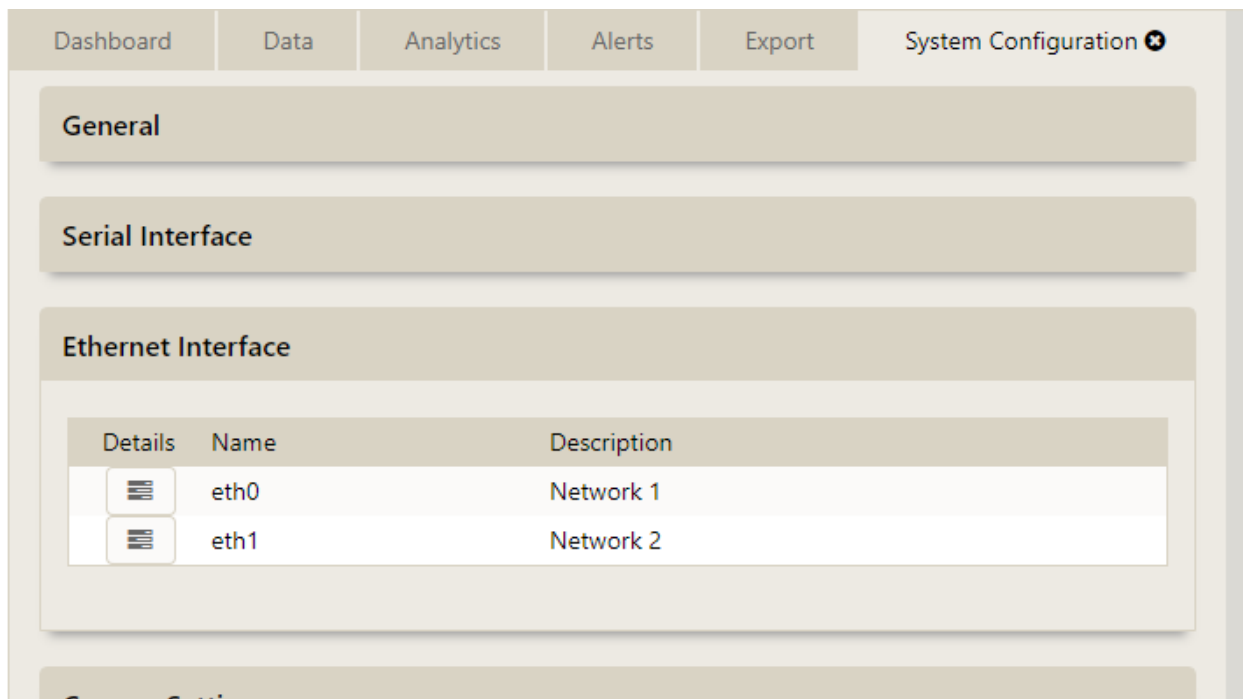 Dashboard Data Analytics Alerts Export System Configuration
General
Serial Interface
Ethernet Interface
Details Name Description
eth0 Network 1
eth1 Network 2